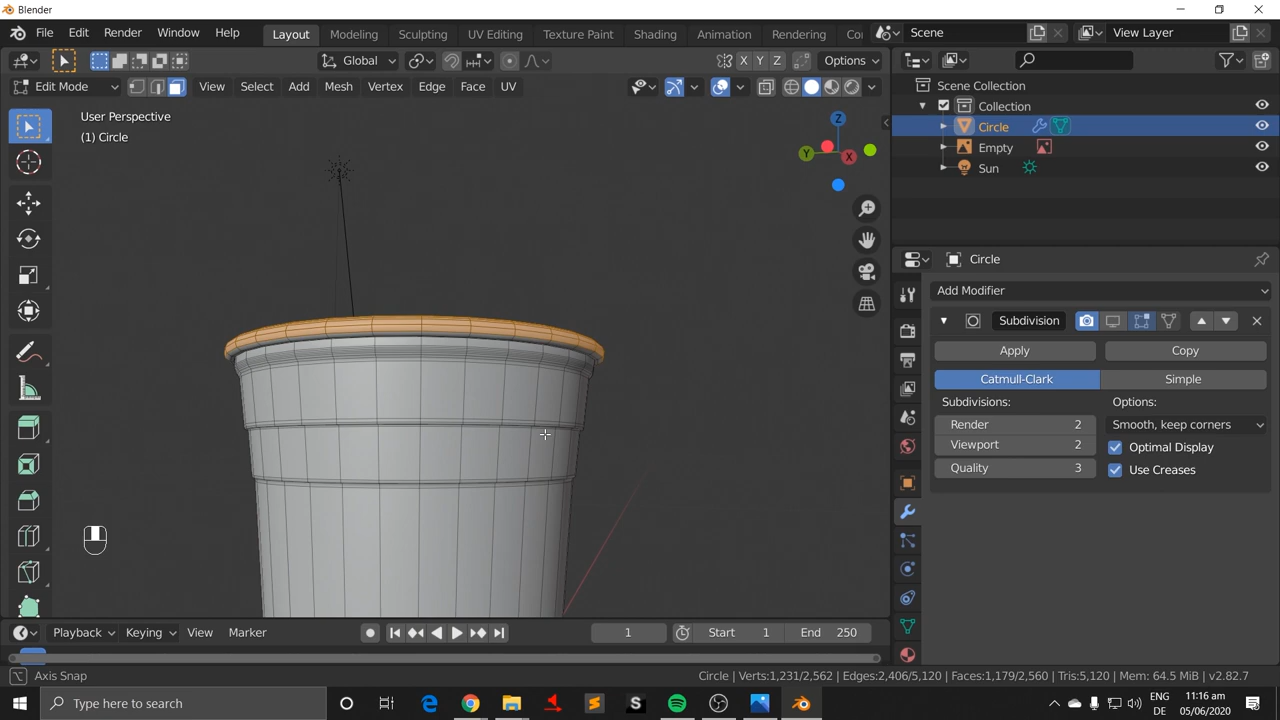 Blender
File Edit Render Window Help Layout Modeling Sculpting UV Editing Texture Paint Shading Animation Rendering Co Scene View Layer
Global X Y Z Options
Edit Mode View Select Add Mesh Vertex Edge Face UV
Scene Collection
Collection
Circle
Empty
Sun
User Perspective
(1) Circle
Z
Y X
Circle
Add Modifier
Subdivision
Apply Copy
Catmull-Clark Simple
Subdivisions: Options:
Render 2 Smooth, keep corners
Viewport 2 Optimal Display
Quality 3 Use Creases
Playback Keying View Marker 1 Start 1 End 250
Axis Snap Circle | Verts:1,231/2,562 | Edges:2,406/5,120 | Faces:1,179/2,560 | Tris:5,120 | Mem: 64.5 MiB | v2.82.7
Type here to search
ENG 11:16 am
DE 05/06/2020